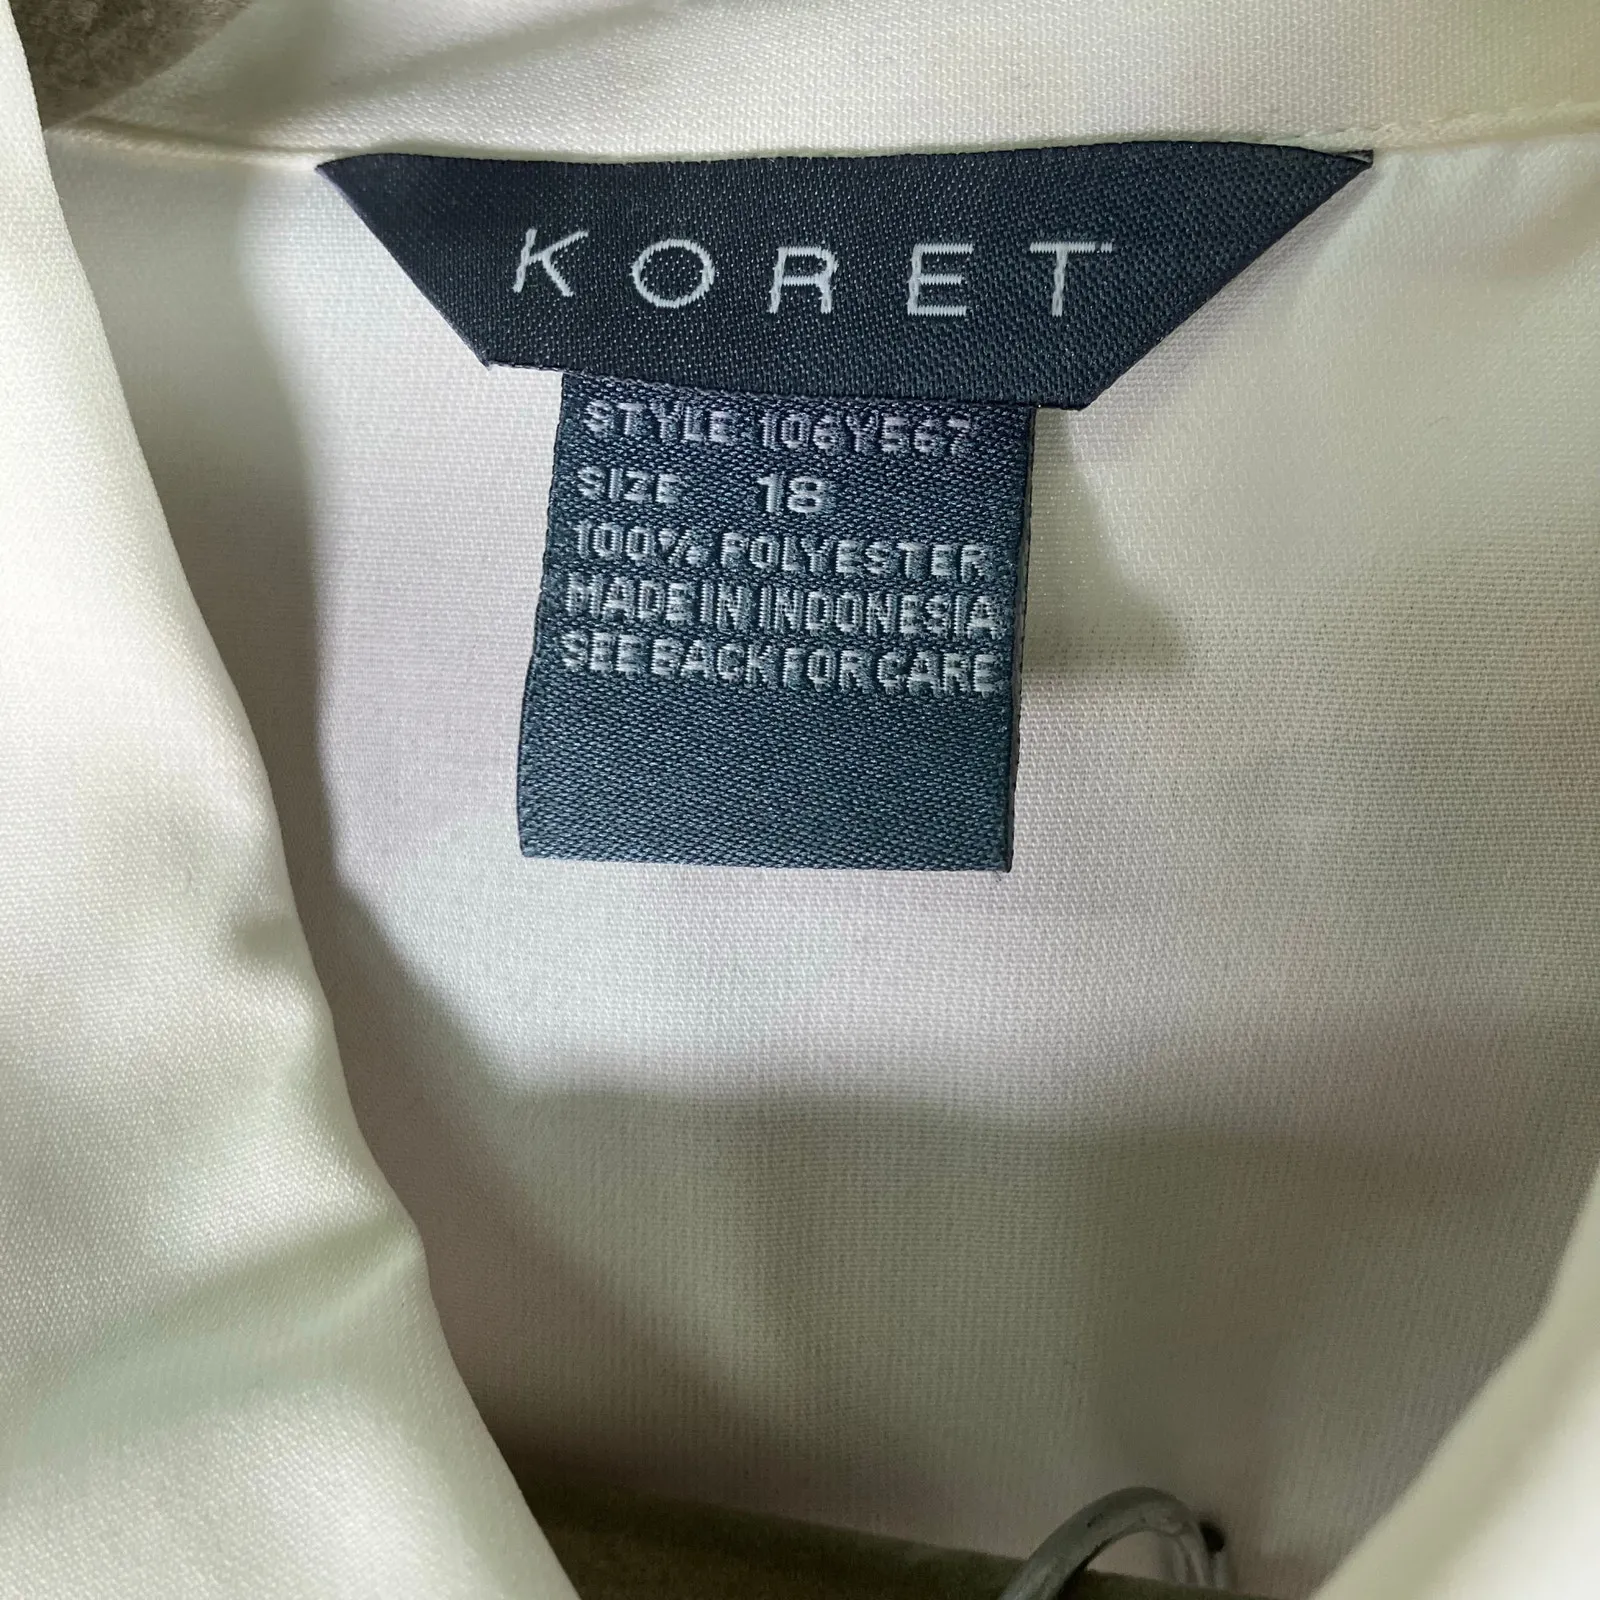 KORET
STYLE 106Y567
SIZE 18
100% POLYESTER
MADE IN INDONESIA
SEE BACK FOR CARE